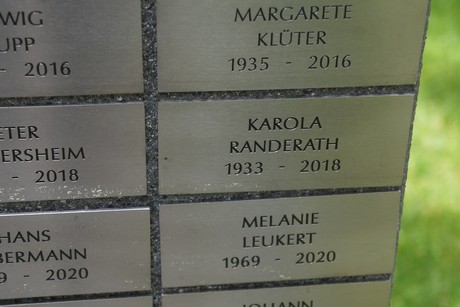 WIG
UPP
2016
MARGARETE
KLÜTER
1935 - 2016
ETER
ERSHEIM
- 2018
KAROLA
RANDERATH
1933 - 2018
HANS
BERMANN
9 - 2020
MELANIE
LEUKERT
1969 - 2020
JOHANN